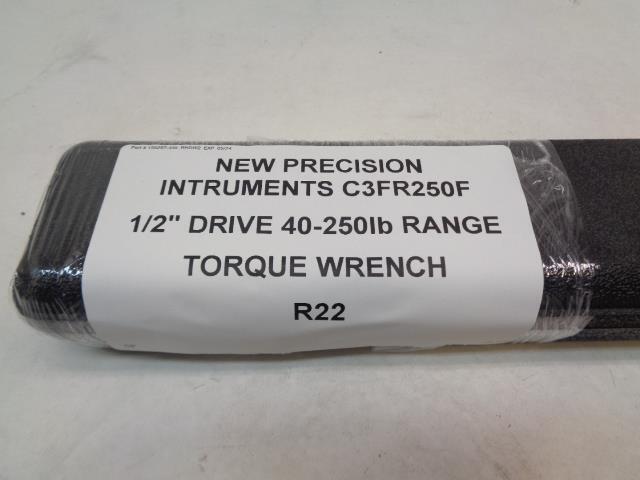 NEW PRECISION
INTRUMENTS C3FR250F
1/2" DRIVE 40-250lb RANGE
TORQUE WRENCH
R22